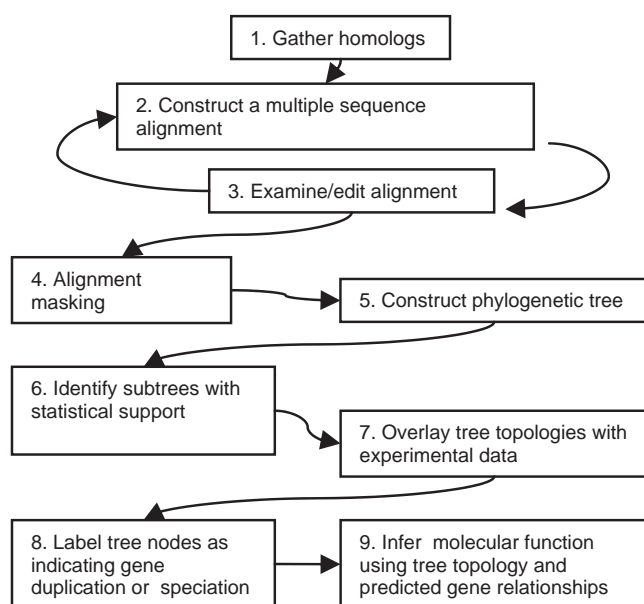 1. Gather homologs
2. Construct a multiple sequence
alignment
3. Examine/edit alignment
4. Alignment
masking
5. Construct phylogenetic tree
6. Identify subtrees with
statistical support
7. Overlay tree topologies with
experimental data
8. Label tree nodes as
indicating gene
duplication or speciation
9. Infer molecular function
using tree topology and
predicted gene relationships